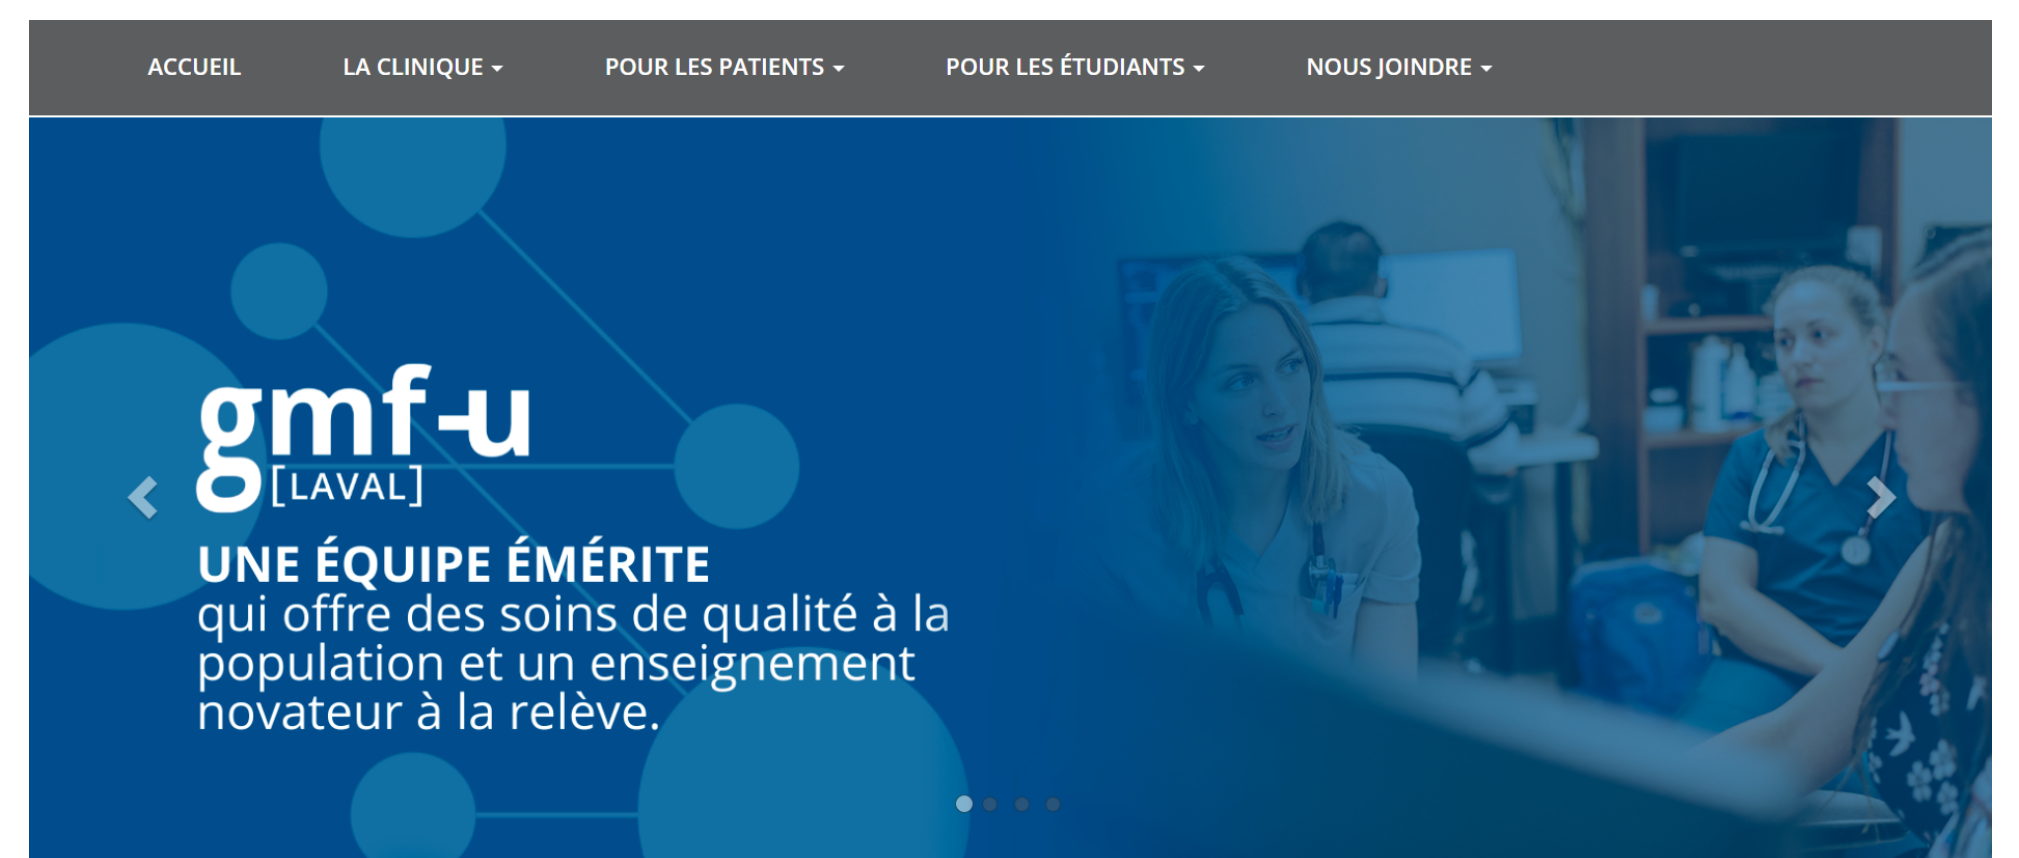 ACCUEIL LA CLINIQUE POUR LES PATIENTS POUR LES ÉTUDIANTS NOUS JOINDRE
gmf-u
[LAVAL]
UNE ÉQUIPE ÉMÉRITE
qui offre des soins de qualité à la
population et un enseignement
novateur à la relève.